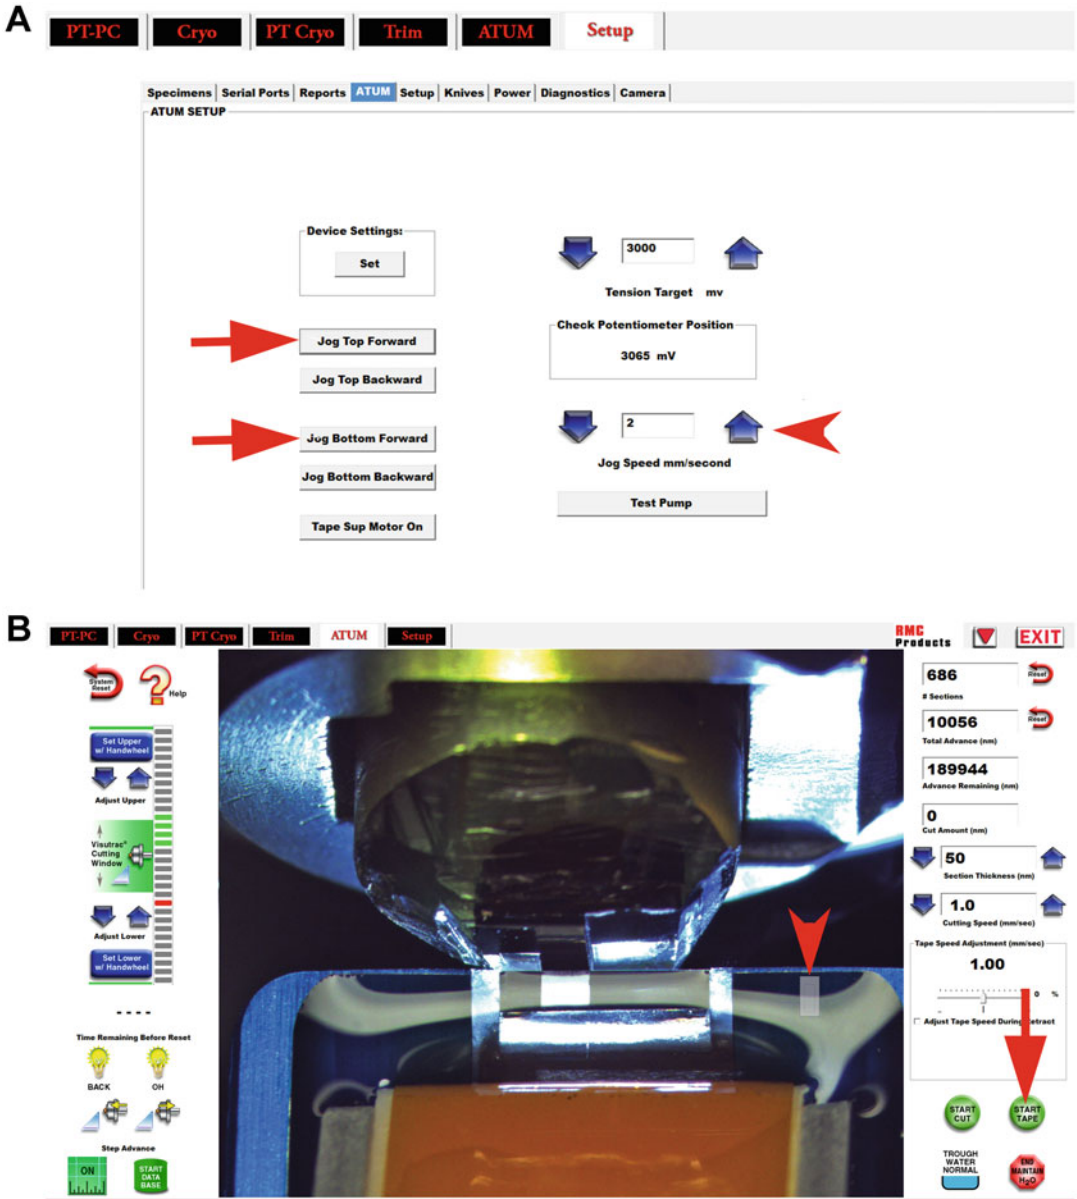 A
PT-PC Cryo PT Cryo Trim ATUM Setup
Specimens Serial Ports Reports ATUM Setup Knives Power Diagnostics Camera
ATUM SETUP
Device Settings:
Set
3000
Tension Target mv
Jog Top Forward
Check Potentiometer Position
3065 mV
Jog Top Backward
Jog Bottom Forward
2
Jog Speed mm/second
Jog Bottom Backward
Test Pump
Tape Sup Motor On
B
PT-PC Cryo PT Cryo Trim ATUM Setup
RMC
Products
EXIT
System
Reset
Help
Set Upper
w/ Handwheel
Adjust Upper
Visutrac®
Cutting
Window
Adjust Lower
Set Lower
w/ Handwheel
- - - -
Time Remaining Before Reset
BACK
OH
Step Advance
ON
START
DATA
BASE
686
Reset
# Sections
10056
Reset
Total Advance (nm)
189944
Advance Remaining (nm)
0
Cut Amount (nm)
50
Section Thickness (nm)
1.0
Cutting Speed (mm/sec)
Tape Speed Adjustment (mm/sec)
1.00
0 %
Adjust Tape Speed During Retract
START
CUT
START
TAPE
TROUGH
WATER
NORMAL
END
MAINTAIN
H2O